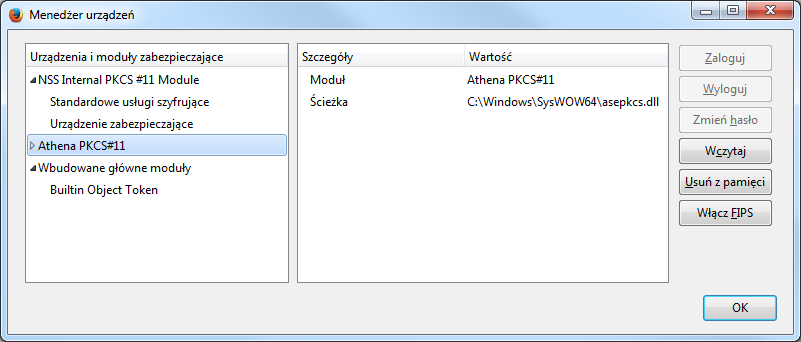 Menedżer urządzeń
Urządzenia i moduły zabezpieczające
NSS Internal PKCS #11 Module
Standardowe usługi szyfrujące
Urządzenie zabezpieczające
Athena PKCS#11
Wbudowane główne moduły
Builtin Object Token
Szczegóły Wartość
Moduł Athena PKCS#11
Ścieżka C:\Windows\SysWOW64\asepkcs.dll
Zaloguj
Wyloguj
Zmień hasło
Wczytaj
Usuń z pamięci
Włącz FIPS
OK